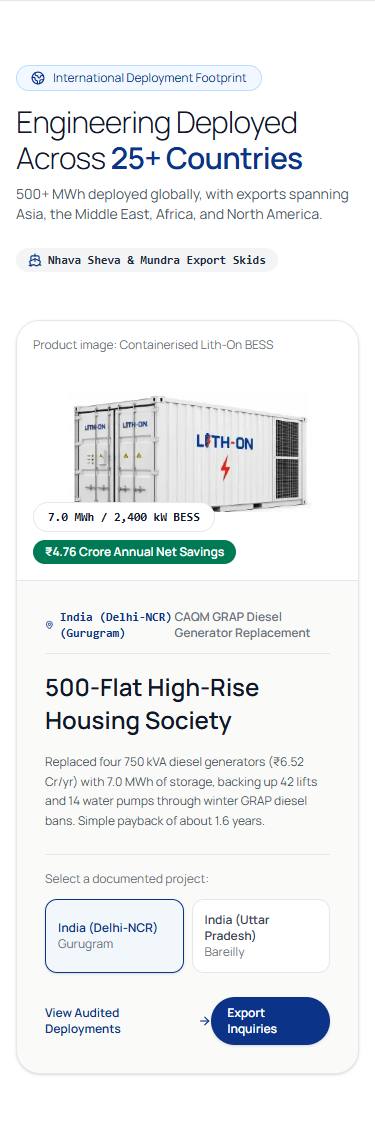 International Deployment Footprint
Engineering Deployed
Across 25+ Countries
500+ MWh deployed globally, with exports spanning
Asia, the Middle East, Africa, and North America.
Nhava Sheva & Mundra Export Skids
Product image: Containerised Lith-On BESS
LITH-ON LITH-ON
LITH-ON
7.0 MWh / 2,400 kW BESS
₹4.76 Crore Annual Net Savings
India (Delhi-NCR)
(Gurugram)
CAQM GRAP Diesel
Generator Replacement
500-Flat High-Rise
Housing Society
Replaced four 750 kVA diesel generators (₹6.52
Cr/yr) with 7.0 MWh of storage, backing up 42 lifts
and 14 water pumps through winter GRAP diesel
bans. Simple payback of about 1.6 years.
Select a documented project:
India (Delhi-NCR)
Gurugram
India (Uttar
Pradesh)
Bareilly
View Audited
Deployments
Export
Inquiries